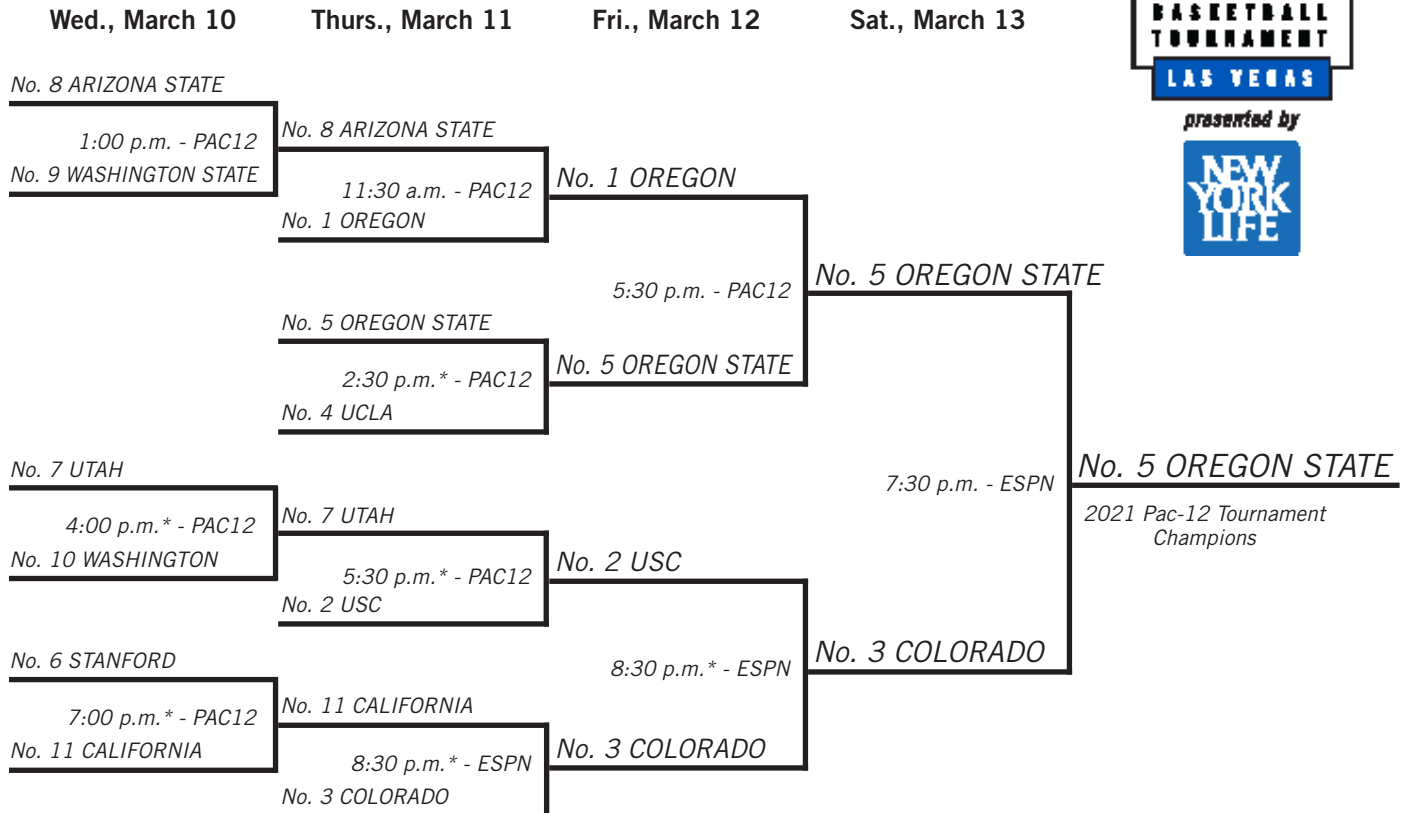 Wed., March 10
Thurs., March 11
Fri., March 12
Sat., March 13
BASKETBALL
TOURNAMENT
LAS VEGAS
presented by
NEW
YORK
LIFE
No. 8 ARIZONA STATE
1:00 p.m. - PAC12
No. 9 WASHINGTON STATE
No. 7 UTAH
4:00 p.m.* - PAC12
No. 10 WASHINGTON
No. 6 STANFORD
7:00 p.m.* - PAC12
No. 11 CALIFORNIA
No. 8 ARIZONA STATE
11:30 a.m. - PAC12
No. 1 OREGON
No. 5 OREGON STATE
2:30 p.m.* - PAC12
No. 4 UCLA
No. 7 UTAH
5:30 p.m.* - PAC12
No. 2 USC
No. 11 CALIFORNIA
8:30 p.m.* - ESPN
No. 3 COLORADO
No. 1 OREGON
5:30 p.m. - PAC12
No. 5 OREGON STATE
No. 2 USC
8:30 p.m.* - ESPN
No. 3 COLORADO
No. 5 OREGON STATE
7:30 p.m. - ESPN
No. 3 COLORADO
No. 5 OREGON STATE
2021 Pac-12 Tournament
Champions